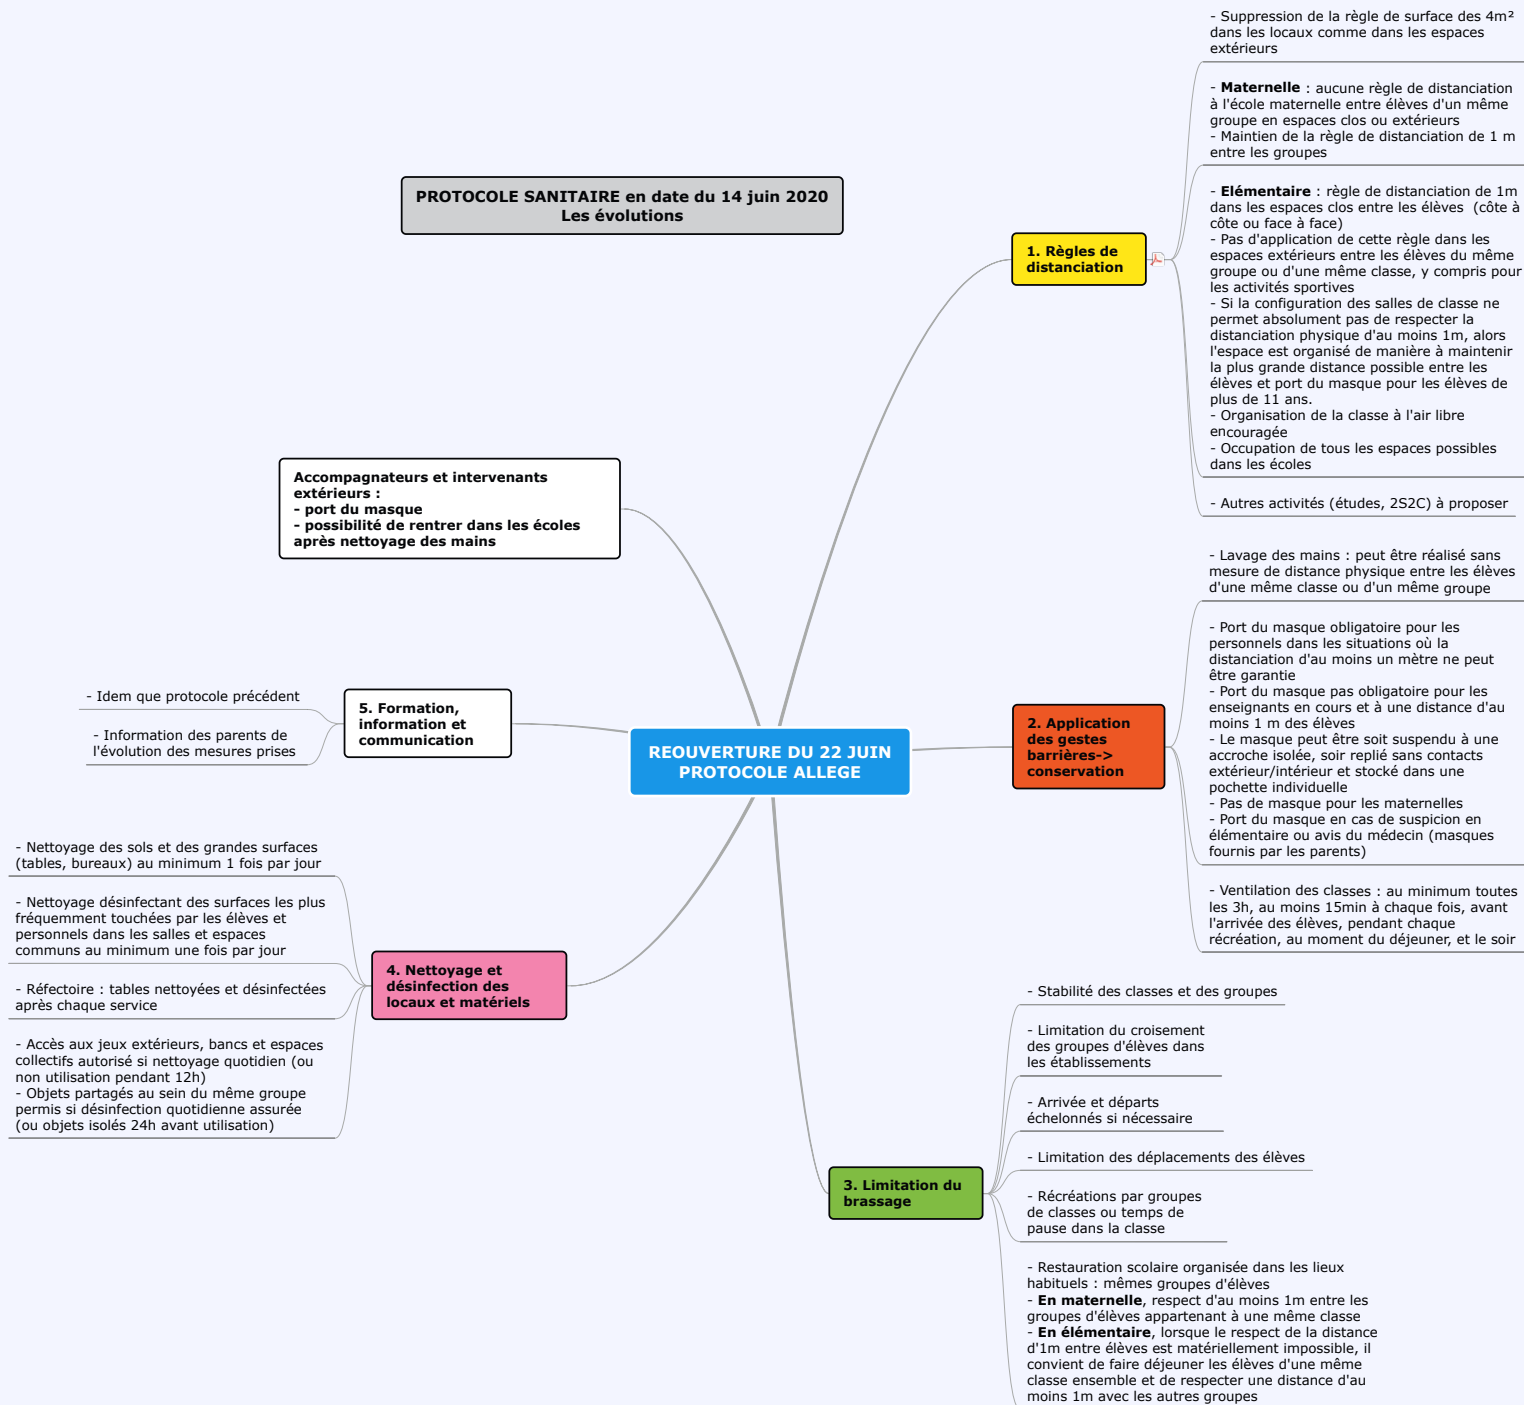 PROTOCOLE SANITAIRE en date du 14 juin 2020
Les évolutions
REOUVERTURE DU 22 JUIN
PROTOCOLE ALLEGE
1. Règles de
distanciation
- Suppression de la règle de surface des 4m²
dans les locaux comme dans les espaces
extérieurs
- Maternelle : aucune règle de distanciation
à l'école maternelle entre élèves d'un même
groupe en espaces clos ou extérieurs
- Maintien de la règle de distanciation de 1 m
entre les groupes
- Elémentaire : règle de distanciation de 1m
dans les espaces clos entre les élèves  (côte à
côte ou face à face)
- Pas d'application de cette règle dans les
espaces extérieurs entre les élèves du même
groupe ou d'une même classe, y compris pour
les activités sportives
- Si la configuration des salles de classe ne
permet absolument pas de respecter la
distanciation physique d'au moins 1m, alors
l'espace est organisé de manière à maintenir
la plus grande distance possible entre les
élèves et port du masque pour les élèves de
plus de 11 ans.
- Organisation de la classe à l'air libre
encouragée
- Occupation de tous les espaces possibles
dans les écoles
- Autres activités (études, 2S2C) à proposer
2. Application
des gestes
barrières->
conservation
- Lavage des mains : peut être réalisé sans
mesure de distance physique entre les élèves
d'une même classe ou d'un même groupe
- Port du masque obligatoire pour les
personnels dans les situations où la
distanciation d'au moins un mètre ne peut
être garantie
- Port du masque pas obligatoire pour les
enseignants en cours et à une distance d'au
moins 1 m des élèves
- Le masque peut être soit suspendu à une
accroche isolée, soir replié sans contacts
extérieur/intérieur et stocké dans une
pochette individuelle
- Pas de masque pour les maternelles
- Port du masque en cas de suspicion en
élémentaire ou avis du médecin (masques
fournis par les parents)
- Ventilation des classes : au minimum toutes
les 3h, au moins 15min à chaque fois, avant
l'arrivée des élèves, pendant chaque
récréation, au moment du déjeuner, et le soir
3. Limitation du
brassage
- Stabilité des classes et des groupes
- Limitation du croisement
des groupes d'élèves dans
les établissements
- Arrivée et départs
échelonnés si nécessaire
- Limitation des déplacements des élèves
- Récréations par groupes
de classes ou temps de
pause dans la classe
- Restauration scolaire organisée dans les lieux
habituels : mêmes groupes d'élèves
- En maternelle, respect d'au moins 1m entre les
groupes d'élèves appartenant à une même classe
- En élémentaire, lorsque le respect de la distance
d'1m entre élèves est matériellement impossible, il
convient de faire déjeuner les élèves d'une même
classe ensemble et de respecter une distance d'au
moins 1m avec les autres groupes
4. Nettoyage et
désinfection des
locaux et matériels
- Nettoyage des sols et des grandes surfaces
(tables, bureaux) au minimum 1 fois par jour
- Nettoyage désinfectant des surfaces les plus
fréquemment touchées par les élèves et
personnels dans les salles et espaces
communs au minimum une fois par jour
- Réfectoire : tables nettoyées et désinfectées
après chaque service
- Accès aux jeux extérieurs, bancs et espaces
collectifs autorisé si nettoyage quotidien (ou
non utilisation pendant 12h)
- Objets partagés au sein du même groupe
permis si désinfection quotidienne assurée
(ou objets isolés 24h avant utilisation)
5. Formation,
information et
communication
- Idem que protocole précédent
- Information des parents de
l'évolution des mesures prises
Accompagnateurs et intervenants
extérieurs :
- port du masque
- possibilité de rentrer dans les écoles
après nettoyage des mains